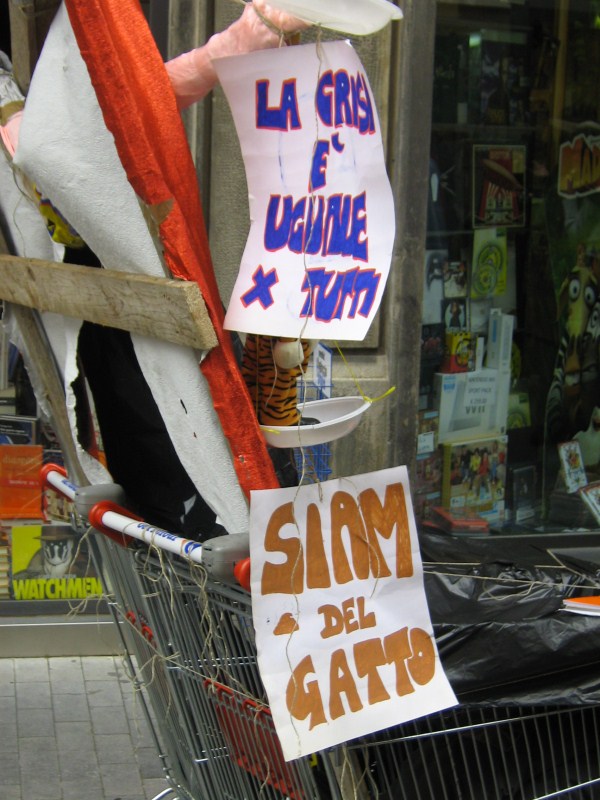 LA CRISI
E'
UGUALE
X TUTTI
SIAM
DEL
GATTO
WATCHMEN